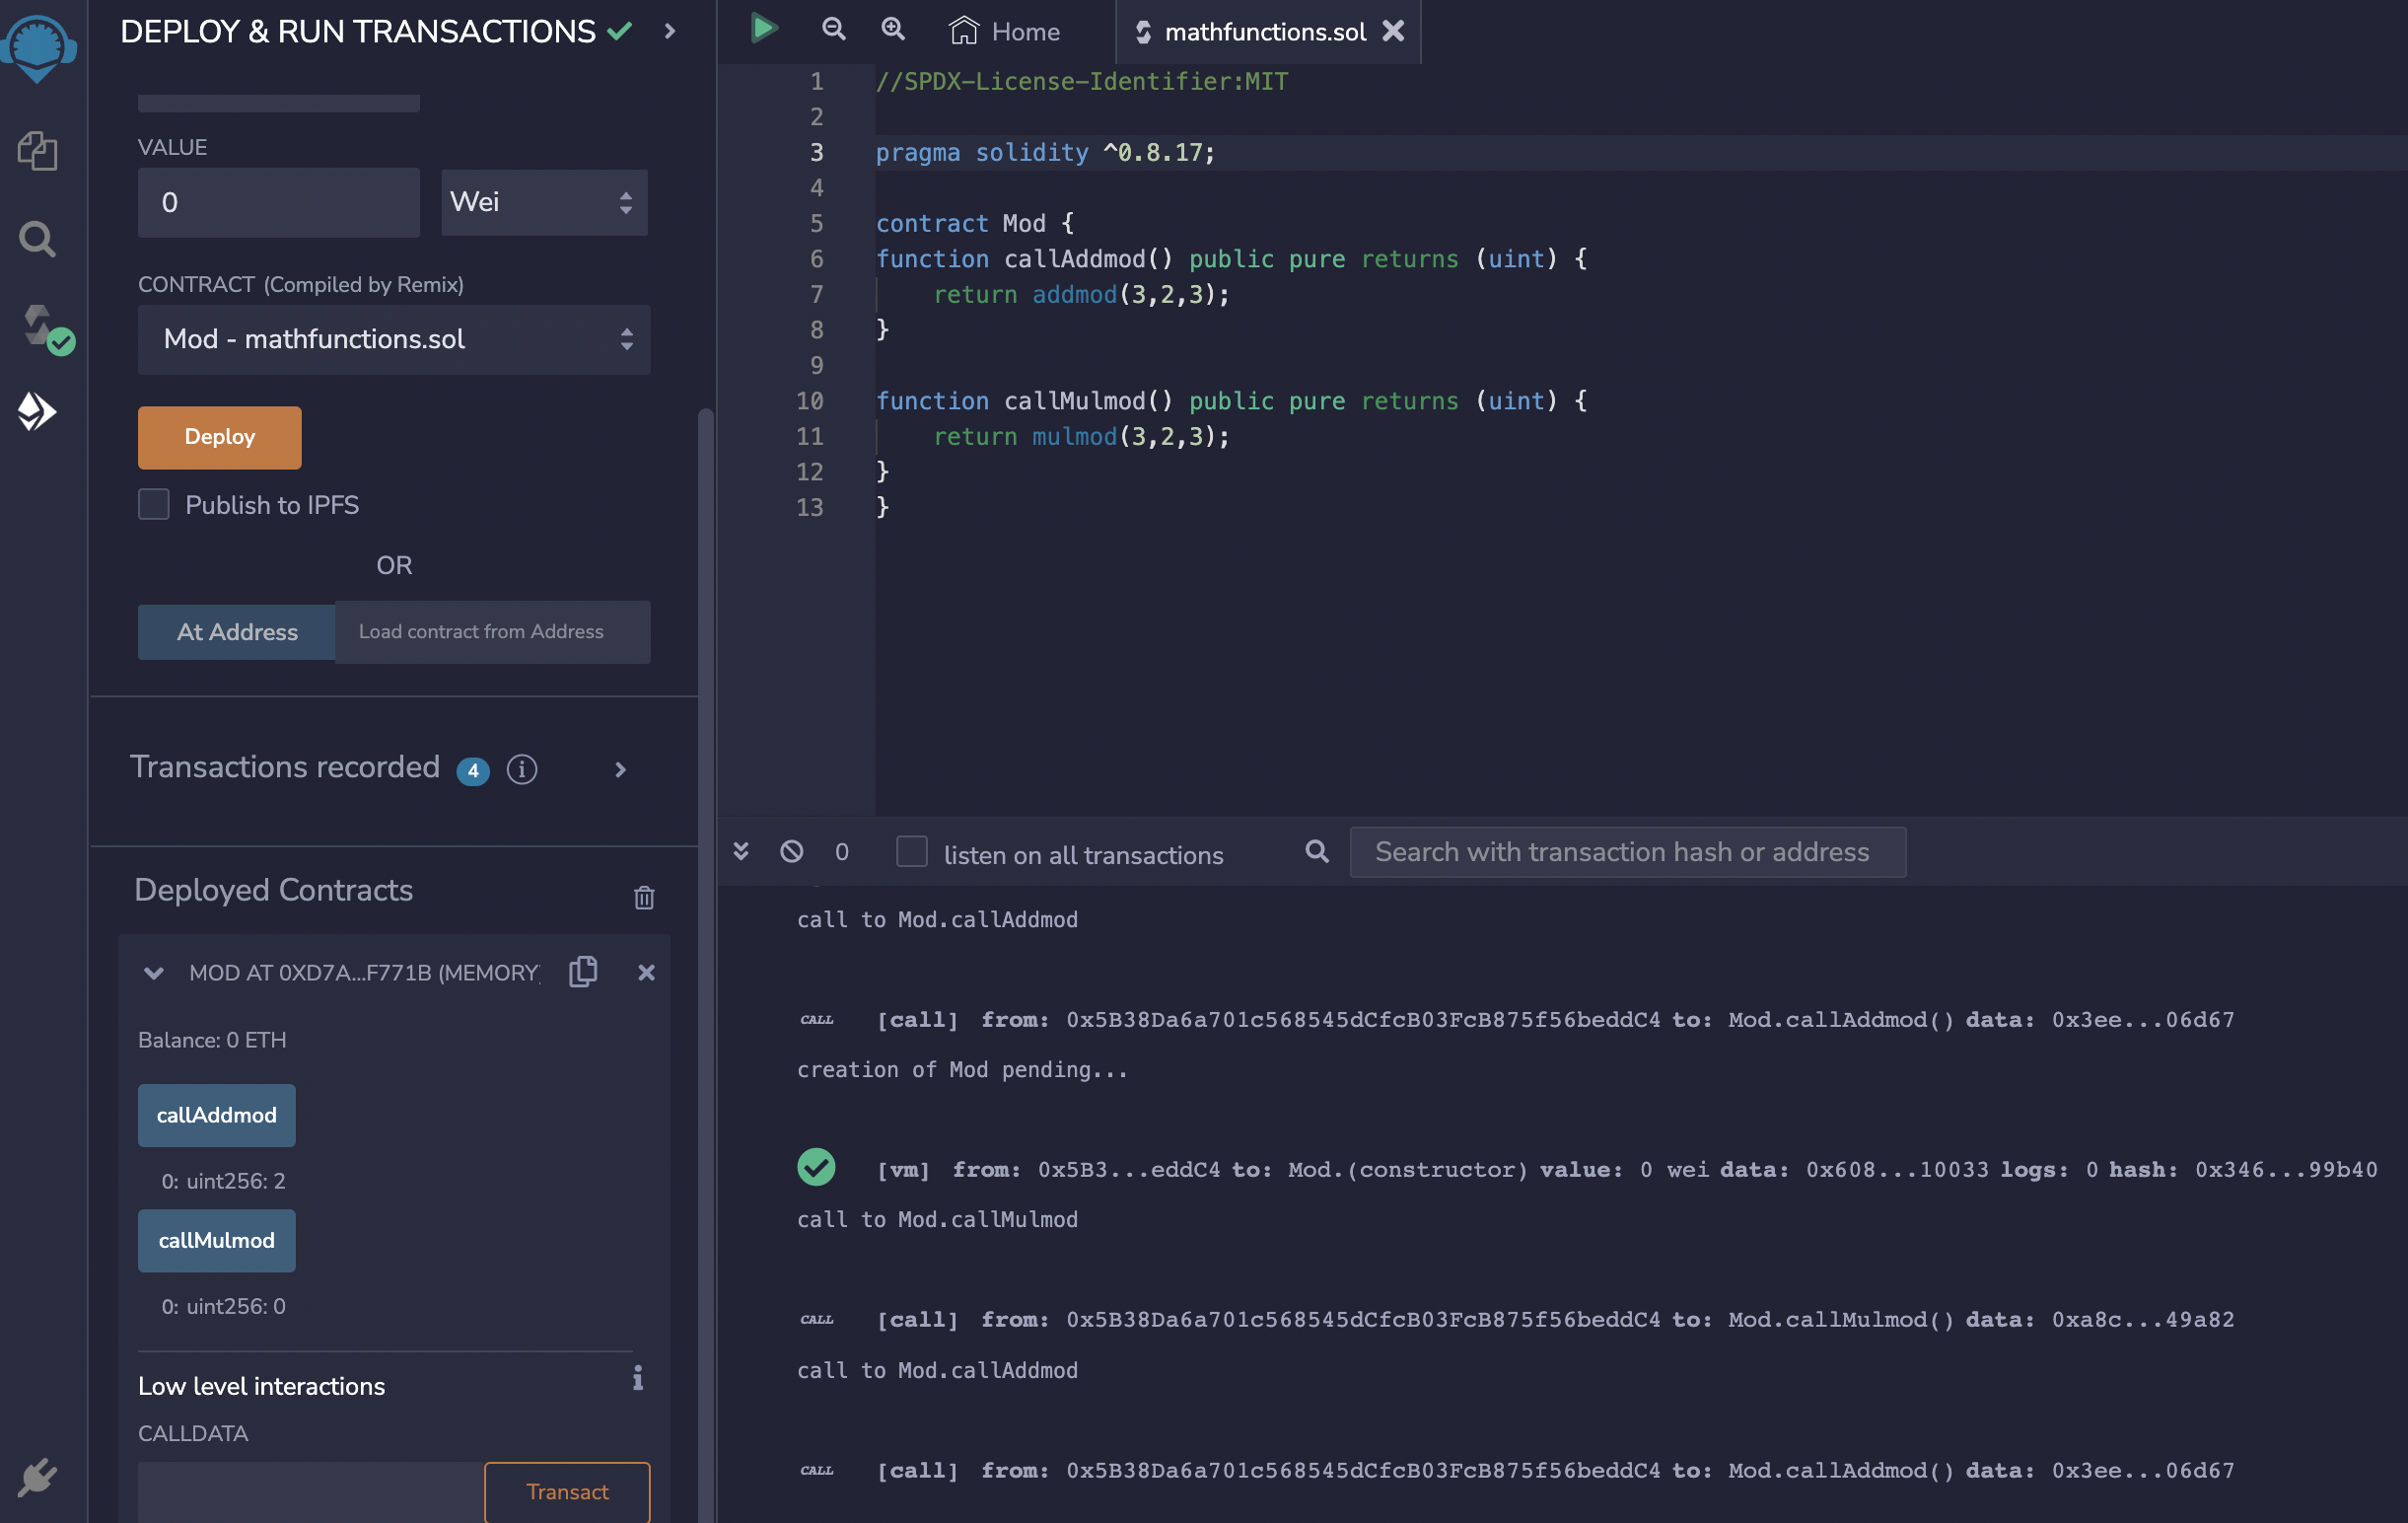 DEPLOY & RUN TRANSACTIONS
VALUE
0
Wei
CONTRACT (Compiled by Remix)
Mod - mathfunctions.sol
Deploy
Publish to IPFS
OR
At Address
Load contract from Address
Transactions recorded 4 i
Deployed Contracts
MOD AT 0XD7A...F771B (MEMORY)
Balance: 0 ETH
callAddmod
0: uint256: 2
callMulmod
0: uint256: 0
Low level interactions
CALLDATA
Transact
Home
mathfunctions.sol
1 //SPDX-License-Identifier:MIT
2
3 pragma solidity ^0.8.17;
4
5 contract Mod {
6 function callAddmod() public pure returns (uint) {
7 return addmod(3,2,3);
8 }
9
10 function callMulmod() public pure returns (uint) {
11 return mulmod(3,2,3);
12 }
13 }
0 listen on all transactions Search with transaction hash or address
call to Mod.callAddmod
CALL [call] from: 0x5B38Da6a701c568545dCfcB03FcB875f56beddC4 to: Mod.callAddmod() data: 0x3ee...06d67
creation of Mod pending...
[vm] from: 0x5B3...eddC4 to: Mod.(constructor) value: 0 wei data: 0x608...10033 logs: 0 hash: 0x346...99b40
call to Mod.callMulmod
CALL [call] from: 0x5B38Da6a701c568545dCfcB03FcB875f56beddC4 to: Mod.callMulmod() data: 0xa8c...49a82
call to Mod.callAddmod
CALL [call] from: 0x5B38Da6a701c568545dCfcB03FcB875f56beddC4 to: Mod.callAddmod() data: 0x3ee...06d67